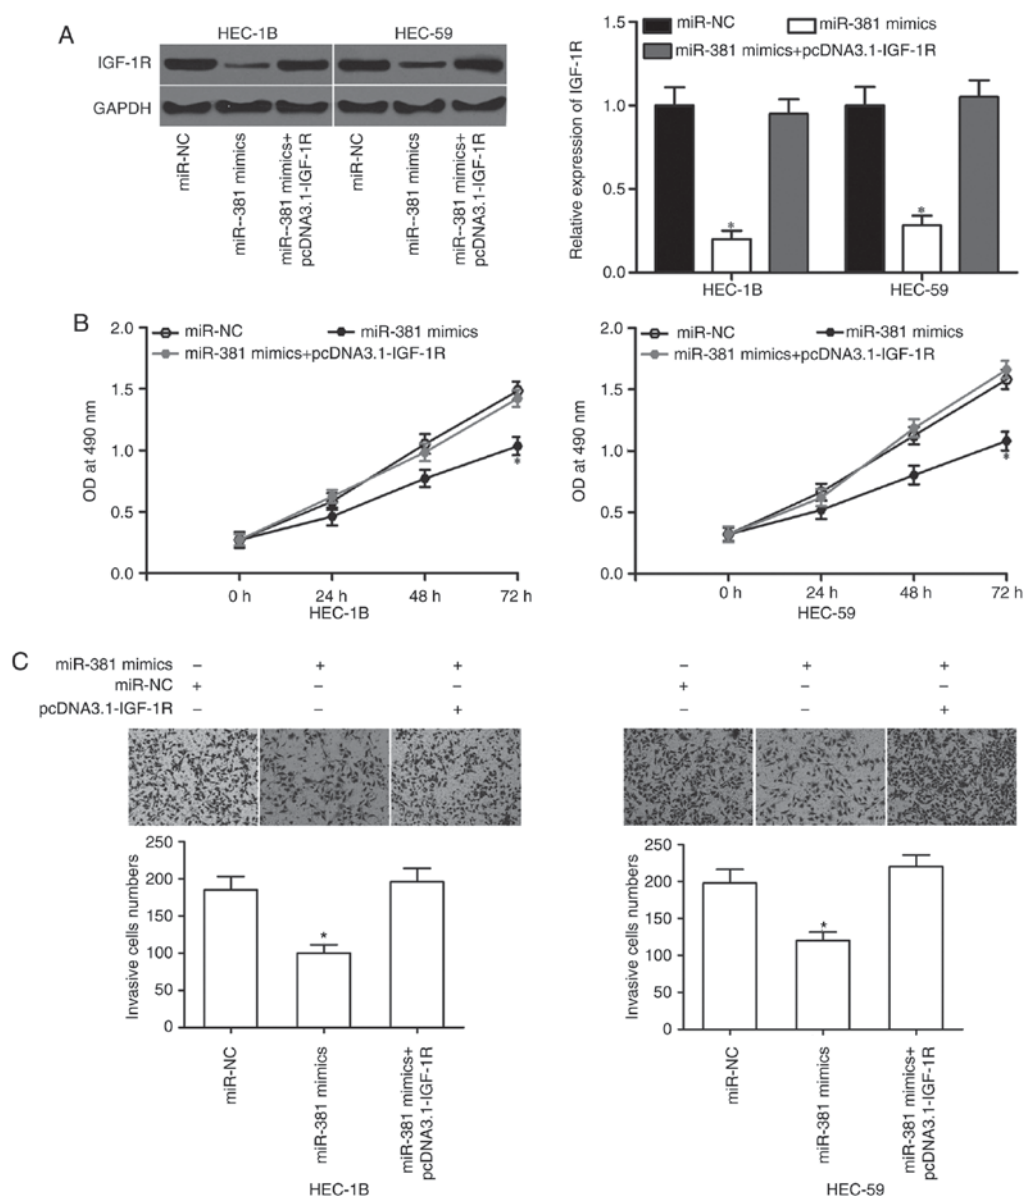 A
HEC-1B HEC-59
IGF-1R
GAPDH
miR-NC
miR--381 mimics
miR--381 mimics+
pcDNA3.1-IGF-1R
miR-NC
miR--381 mimics
miR--381 mimics+
pcDNA3.1-IGF-1R
miR-NC miR-381 mimics
miR-381 mimics+pcDNA3.1-IGF-1R
Relative expression of IGF-1R
1.5
1.0
0.5
0.0
* *
HEC-1B HEC-59
B
miR-NC miR-381 mimics
miR-381 mimics+pcDNA3.1-IGF-1R
OD at 490 nm
2.0
1.5
1.0
0.5
0.0
*
0 h 24 h 48 h 72 h
HEC-1B
miR-NC miR-381 mimics
miR-381 mimics+pcDNA3.1-IGF-1R
OD at 490 nm
2.0
1.5
1.0
0.5
0.0
*
0 h 24 h 48 h 72 h
HEC-59
C
miR-381 mimics – + + – + +
miR-NC + – – + – –
pcDNA3.1-IGF-1R – – + – – +
Invasive cells numbers
250
200
150
100
50
0
*
miR-NC
miR-381 mimics
miR-381 mimics+
pcDNA3.1-IGF-1R
HEC-1B
Invasive cells numbers
250
200
150
100
50
0
*
miR-NC
miR-381 mimics
miR-381 mimics+
pcDNA3.1-IGF-1R
HEC-59